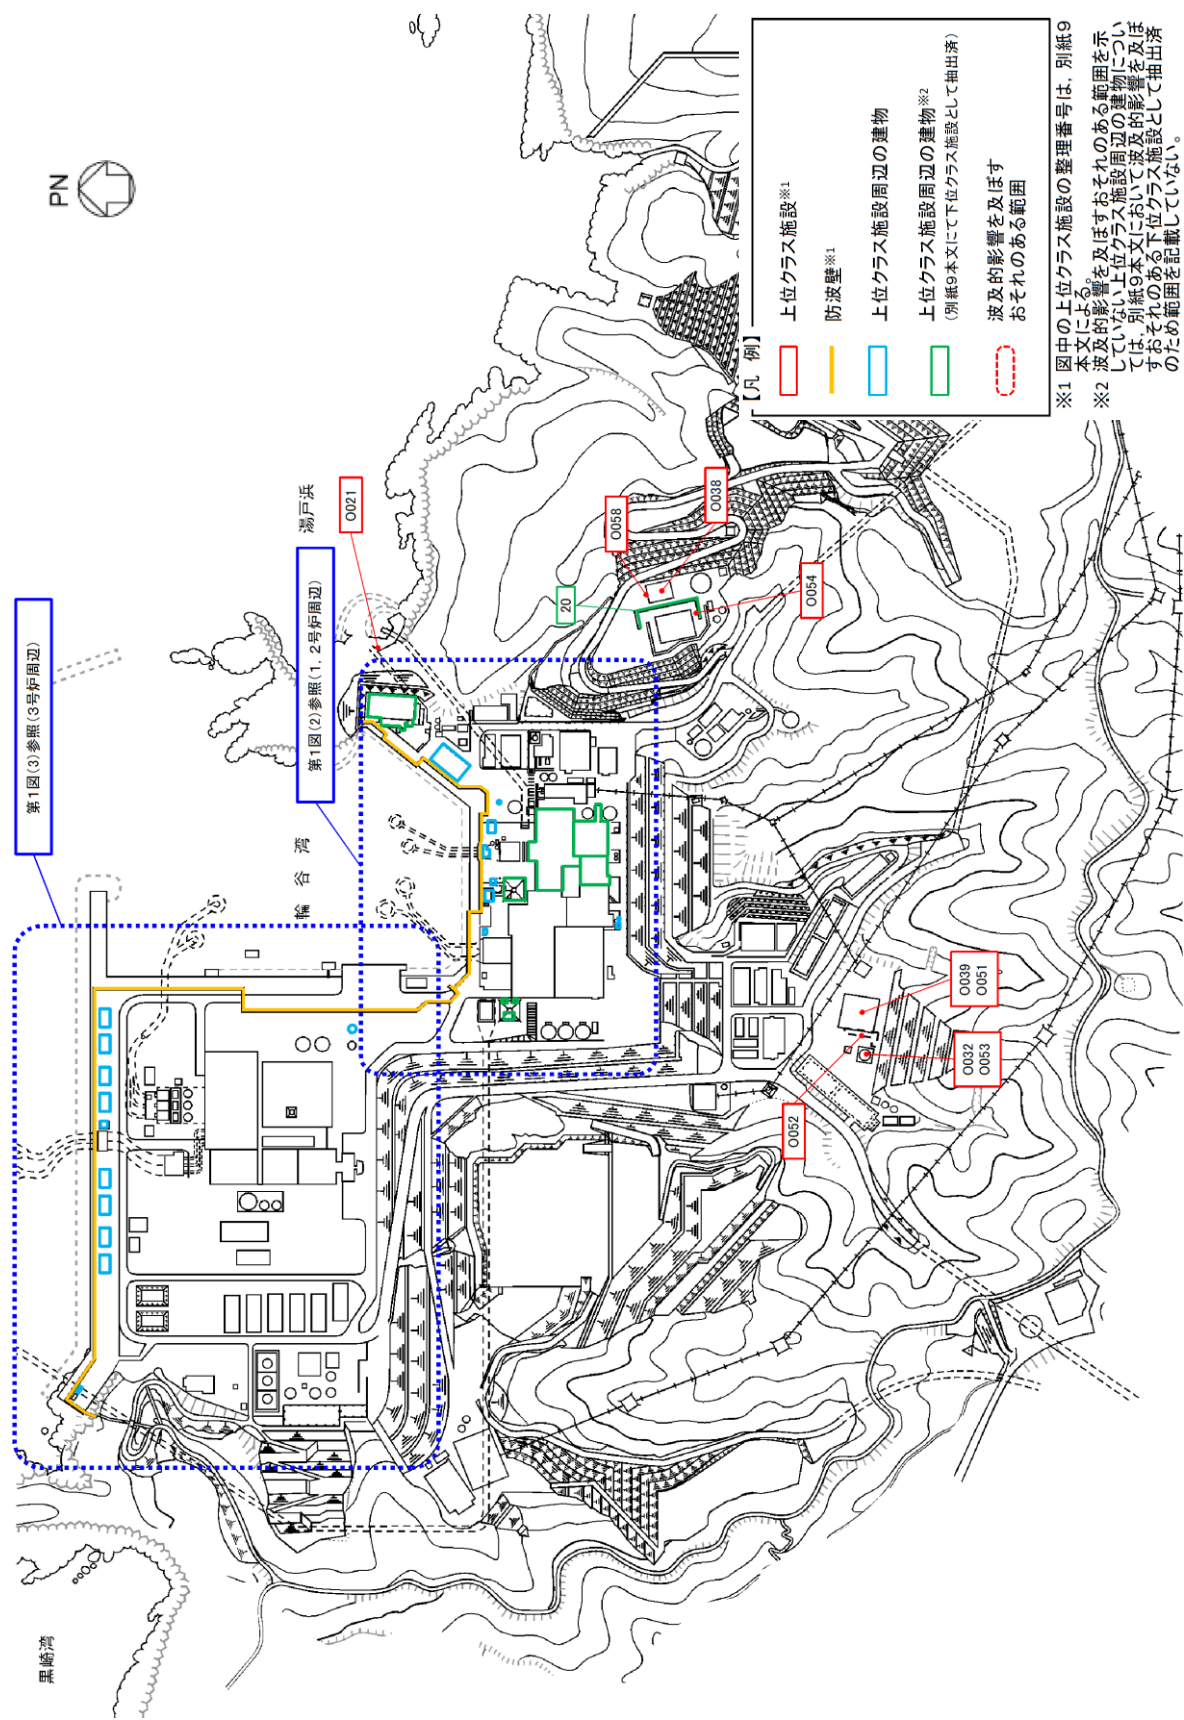 PN
黒崎湾
輪谷湾
湯戸浜
第1図(3)参照(3号炉周辺)
第1図(2)参照(1,2号炉周辺)
O021
O058
O038
20
O054
O039
O051
O032
O053
O052
【凡 例】
上位クラス施設※1
防波壁※1
上位クラス施設周辺の建物
上位クラス施設周辺の建物※2
(別紙9本文にて下位クラス施設として抽出済)
波及的影響を及ぼす
おそれのある範囲
※1 図中の上位クラス施設の整理番号は,別紙9
本文による。
※2 波及的影響を及ぼすおそれのある範囲を示
していない上位クラス施設周辺の建物につい
ては,別紙9本文において波及的影響を及ぼ
すおそれのある下位クラス施設として抽出済
のため範囲を記載していない。